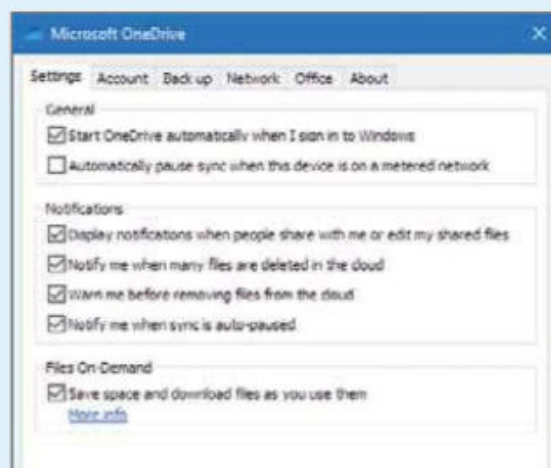 Microsoft OneDrive
Settings Account Back up Network Office About
General
Start OneDrive automatically when I sign in to Windows
Automatically pause sync when this device is on a metered network
Notifications
Display notifications when people share with me or edit my shared files
Notify me when many files are deleted in the cloud
Warn me before removing files from the cloud
Notify me when sync is auto-paused
Files On-Demand
Save space and download files as you use them
More info